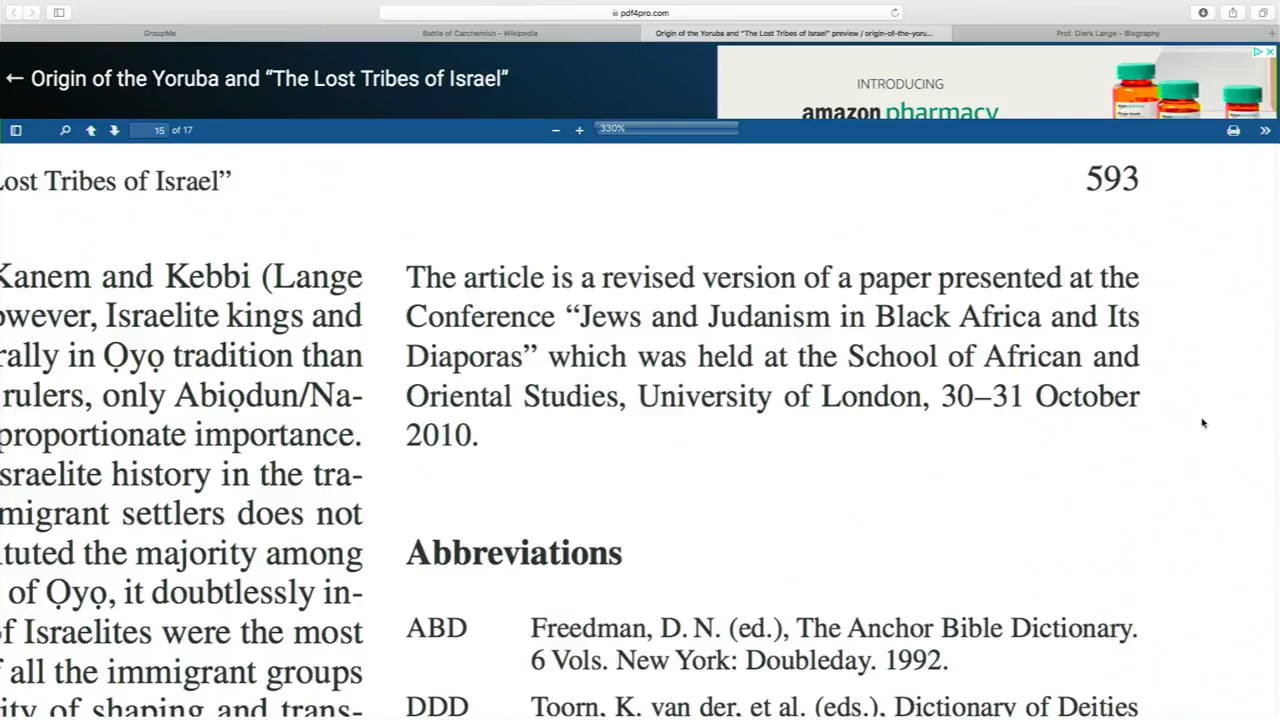 pdf4pro.com
GroupMe
Battle of Carchemish – Wikipedia
Origin of the Yoruba and "The Lost Tribes of Israel" preview / origin-of-the-yoru...
Prof. Dierk Lange – Biography
← Origin of the Yoruba and “The Lost Tribes of Israel”
INTRODUCING
amazon pharmacy
15 of 17
330%
Lost Tribes of Israel”
593
Kanem and Kebbi (Lange
owever, Israelite kings and
rally in Ọyọ tradition than
rulers, only Abiọdun/Na-
proportionate importance.
sraelite history in the tra-
migrant settlers does not
ituted the majority among
of Ọyọ, it doubtlessly in-
f Israelites were the most
f all the immigrant groups
ity of shaping and trans-
The article is a revised version of a paper presented at the
Conference “Jews and Judanism in Black Africa and Its
Diaporas” which was held at the School of African and
Oriental Studies, University of London, 30–31 October
2010.
Abbreviations
ABD Freedman, D. N. (ed.), The Anchor Bible Dictionary.
6 Vols. New York: Doubleday. 1992.
DDD Toorn, K. van der, et al. (eds.), Dictionary of Deities